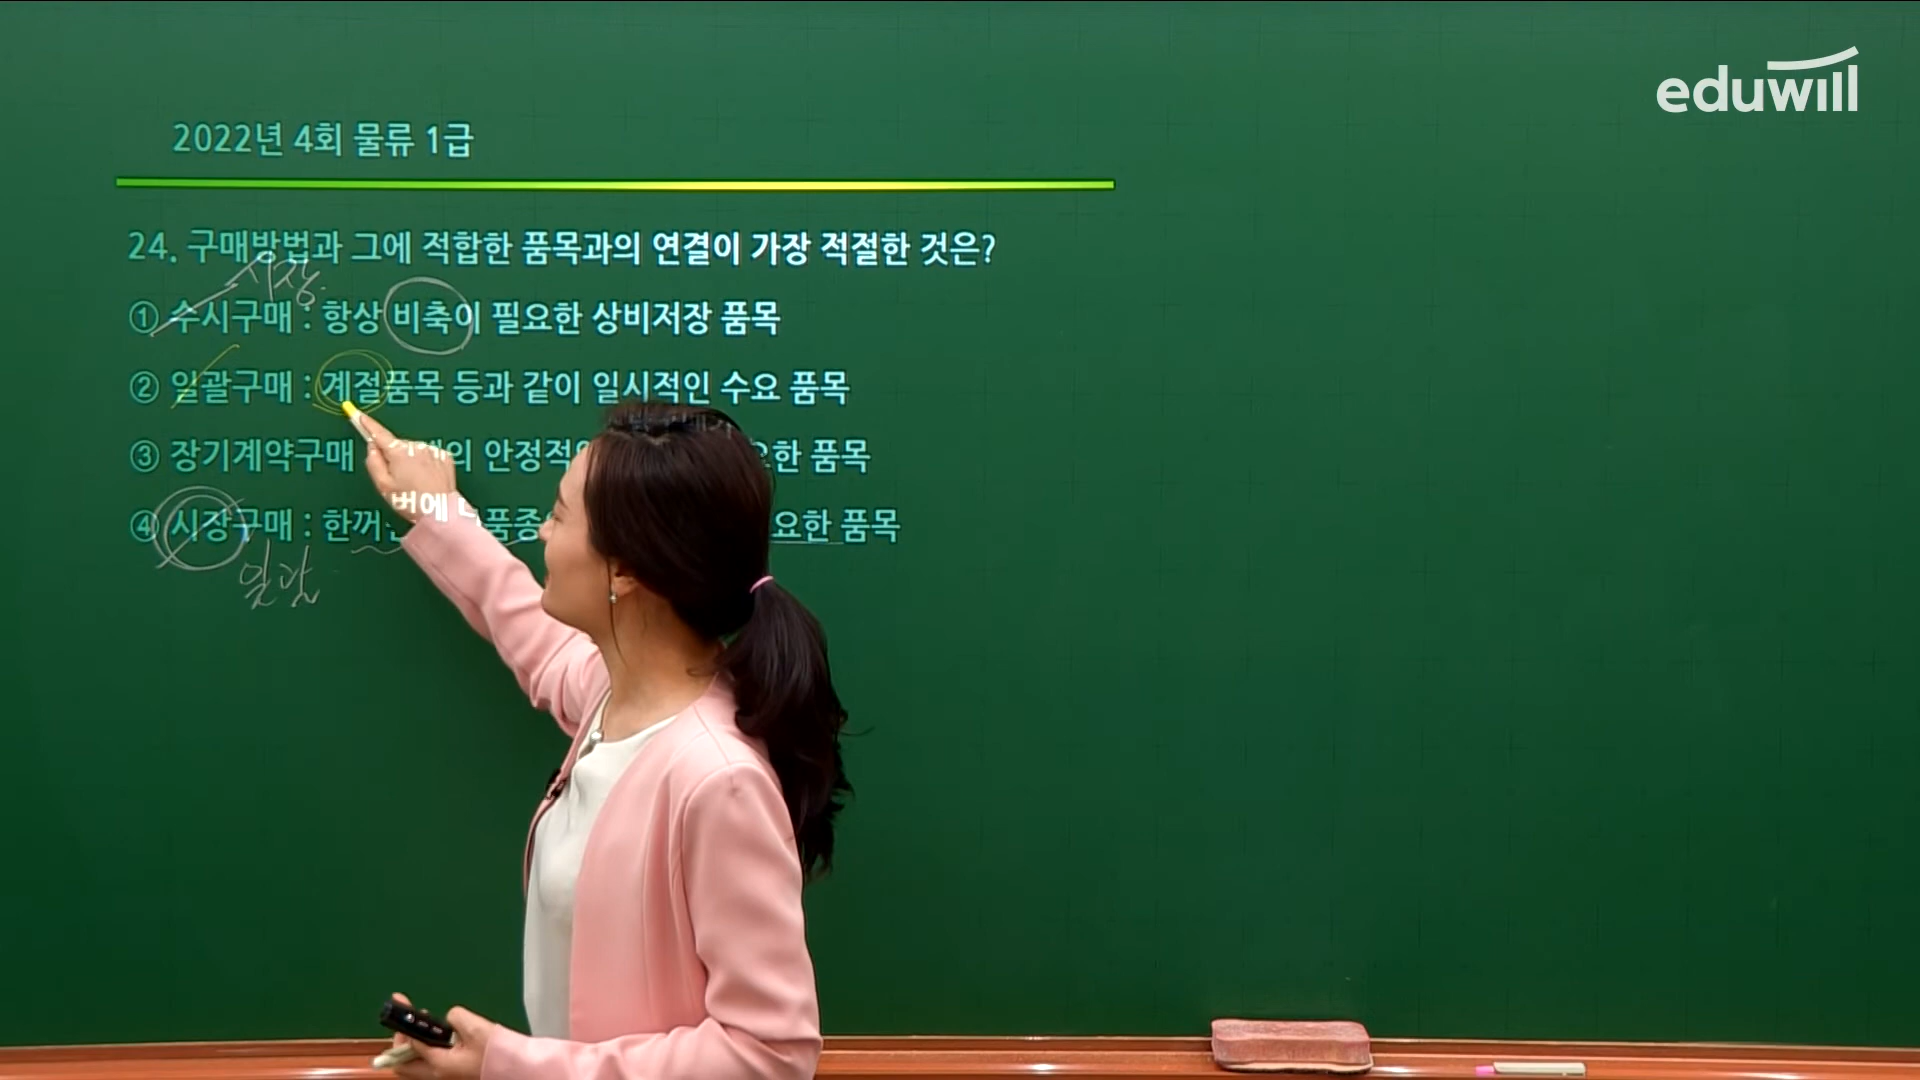 eduwill
2022년 4회 물류 1급
24. 구매방법과 그에 적합한 품목과의 연결이 가장 적절한 것은?
시장
① 수시구매 : 항상 비축이 필요한 상비저장 품목
② 일괄구매 : 계절품목 등과 같이 일시적인 수요 품목
③ 장기계약구매 안정적 품목
④ 시장구매 : 한꺼번에 요한 품목
일괄